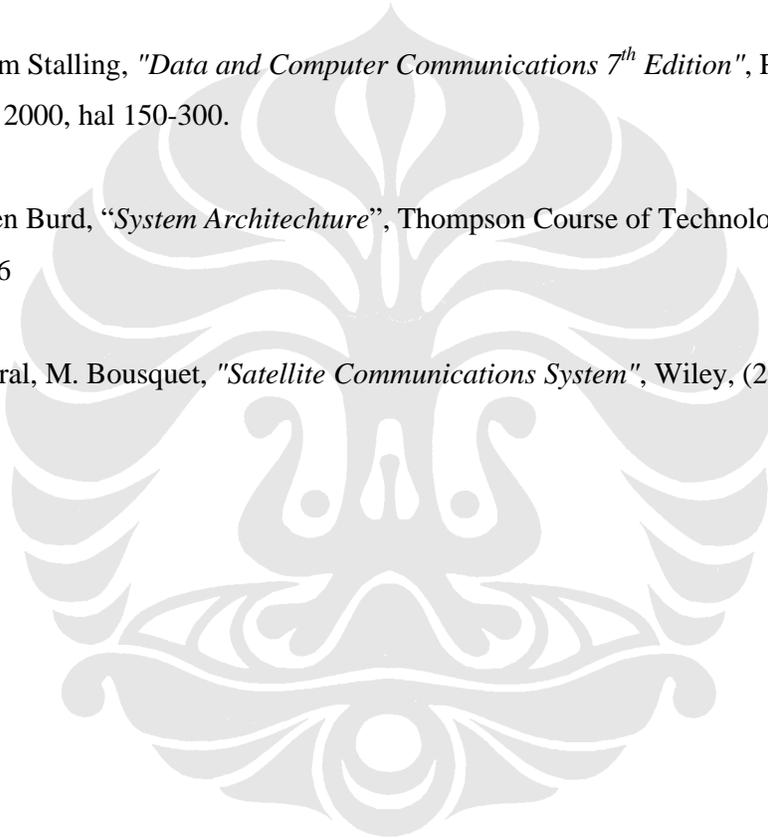 m Stalling, "Data and Computer Communications 7th Edition", P
2000, hal 150-300.
en Burd, “System Architechture”, Thompson Course of Technolo
6
ral, M. Bousquet, "Satellite Communications System", Wiley, (2